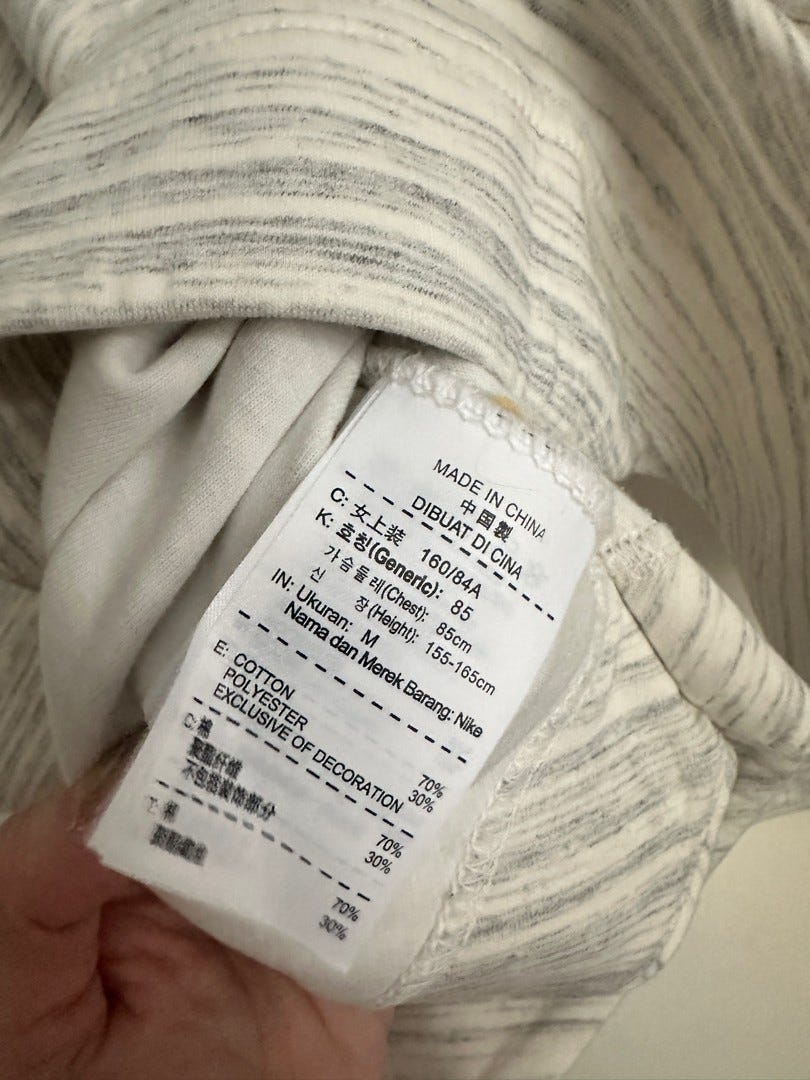 MADE IN CHINA
中国製
DIBUAT DI CINA
C: 女上装 160/84A
K: 호칭(Generic): 85
가슴둘레(Chest): 85cm
신 장(Height): 155-165cm
IN: Ukuran: M
Nama dan Merek Barang: Nike
E: COTTON 70%
POLYESTER 30%
EXCLUSIVE OF DECORATION
C: 棉 70%
聚酯纤维 30%
不包括装饰部分
T: 棉 70%
30%